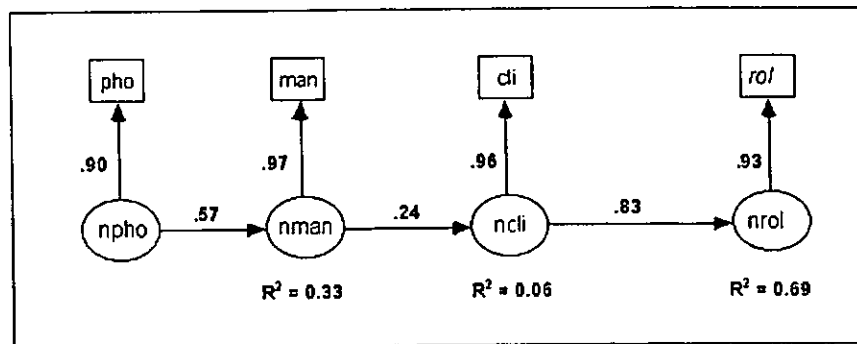 pho man cli rol
.90 .97 .96 .93
npho .57 nman .24 ncli .83 nrol
R² = 0.33 R² = 0.06 R² = 0.69